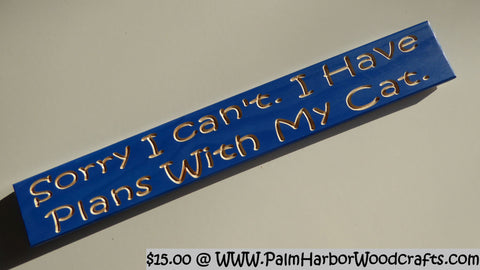 Sorry I can't. I Have
Plans With My Cat.
$15.00 @ WWW.PalmHarborWoodcrafts.com